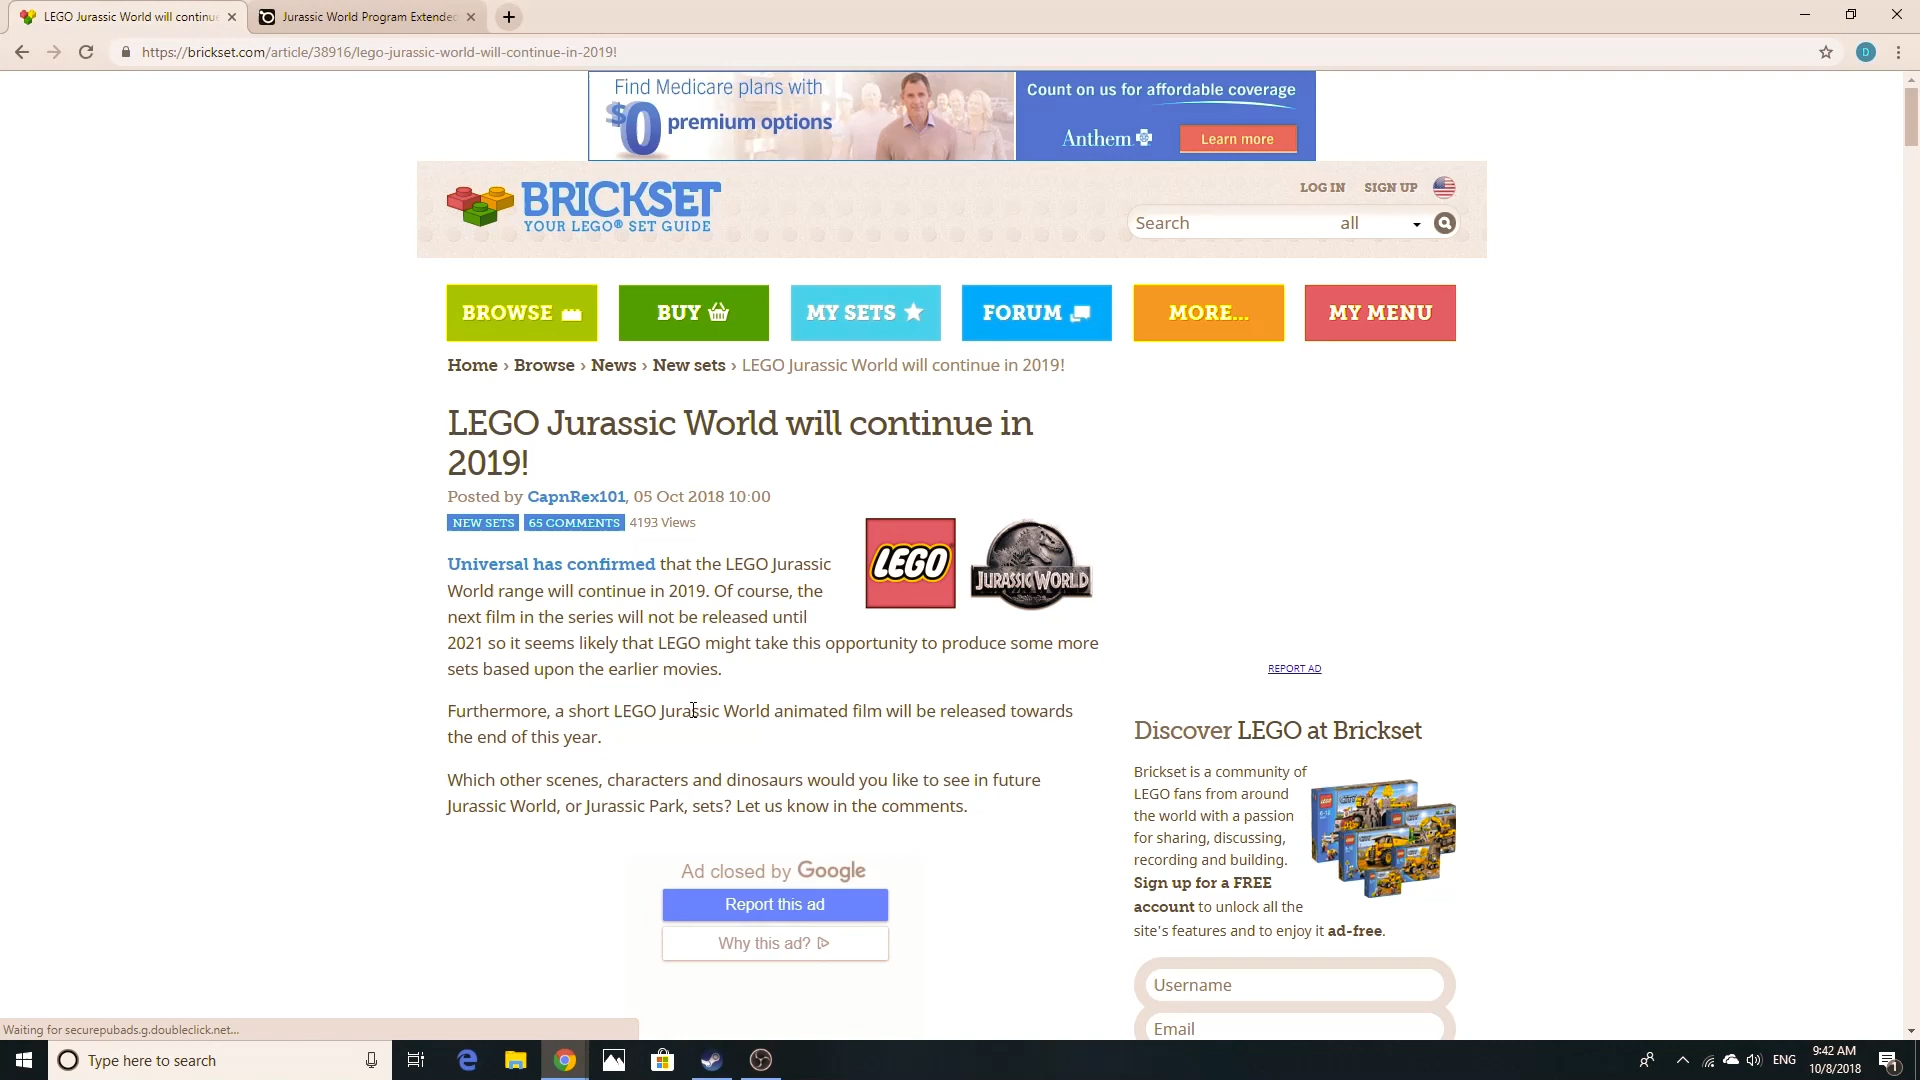 LEGO Jurassic World will continue
Jurassic World Program Extended
https://brickset.com/article/38916/lego-jurassic-world-will-continue-in-2019!
D
Find Medicare plans with
$0 premium options
Count on us for affordable coverage
Anthem
Learn more
BRICKSET
YOUR LEGO® SET GUIDE
LOG IN SIGN UP
Search all
BROWSE BUY MY SETS FORUM MORE... MY MENU
Home › Browse › News › New sets › LEGO Jurassic World will continue in 2019!
LEGO Jurassic World will continue in
2019!
Posted by CapnRex101, 05 Oct 2018 10:00
NEW SETS 65 COMMENTS 4193 Views
LEGO
JURASSIC WORLD
Universal has confirmed that the LEGO Jurassic
World range will continue in 2019. Of course, the
next film in the series will not be released until
2021 so it seems likely that LEGO might take this opportunity to produce some more
sets based upon the earlier movies.
Furthermore, a short LEGO Jurassic World animated film will be released towards
the end of this year.
Which other scenes, characters and dinosaurs would you like to see in future
Jurassic World, or Jurassic Park, sets? Let us know in the comments.
Ad closed by Google
Report this ad
Why this ad?
REPORT AD
Discover LEGO at Brickset
Brickset is a community of
LEGO fans from around
the world with a passion
for sharing, discussing,
recording and building.
Sign up for a FREE
account to unlock all the
site's features and to enjoy it ad-free.
Username
Email
Waiting for securepubads.g.doubleclick.net...
Type here to search
ENG
9:42 AM
10/8/2018
1